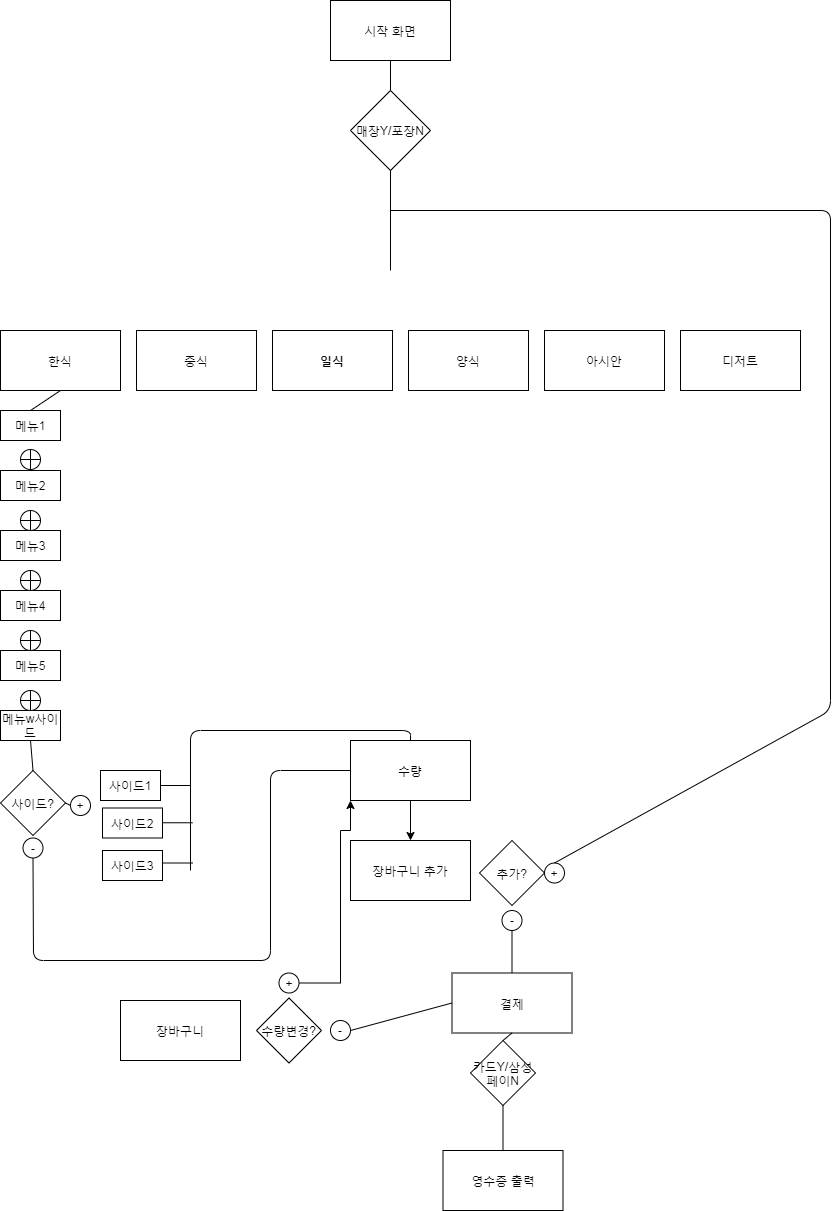 시작 화면
매장Y/포장N
한식
중식
일식
양식
아시안
디저트
메뉴1
메뉴2
메뉴3
메뉴4
메뉴5
메뉴w사이
드
사이드?
+
-
사이드1
사이드2
사이드3
수량
장바구니 추가
추가?
+
-
장바구니
수량변경?
+
-
결제
카드Y/삼성
페이N
영수증 출력